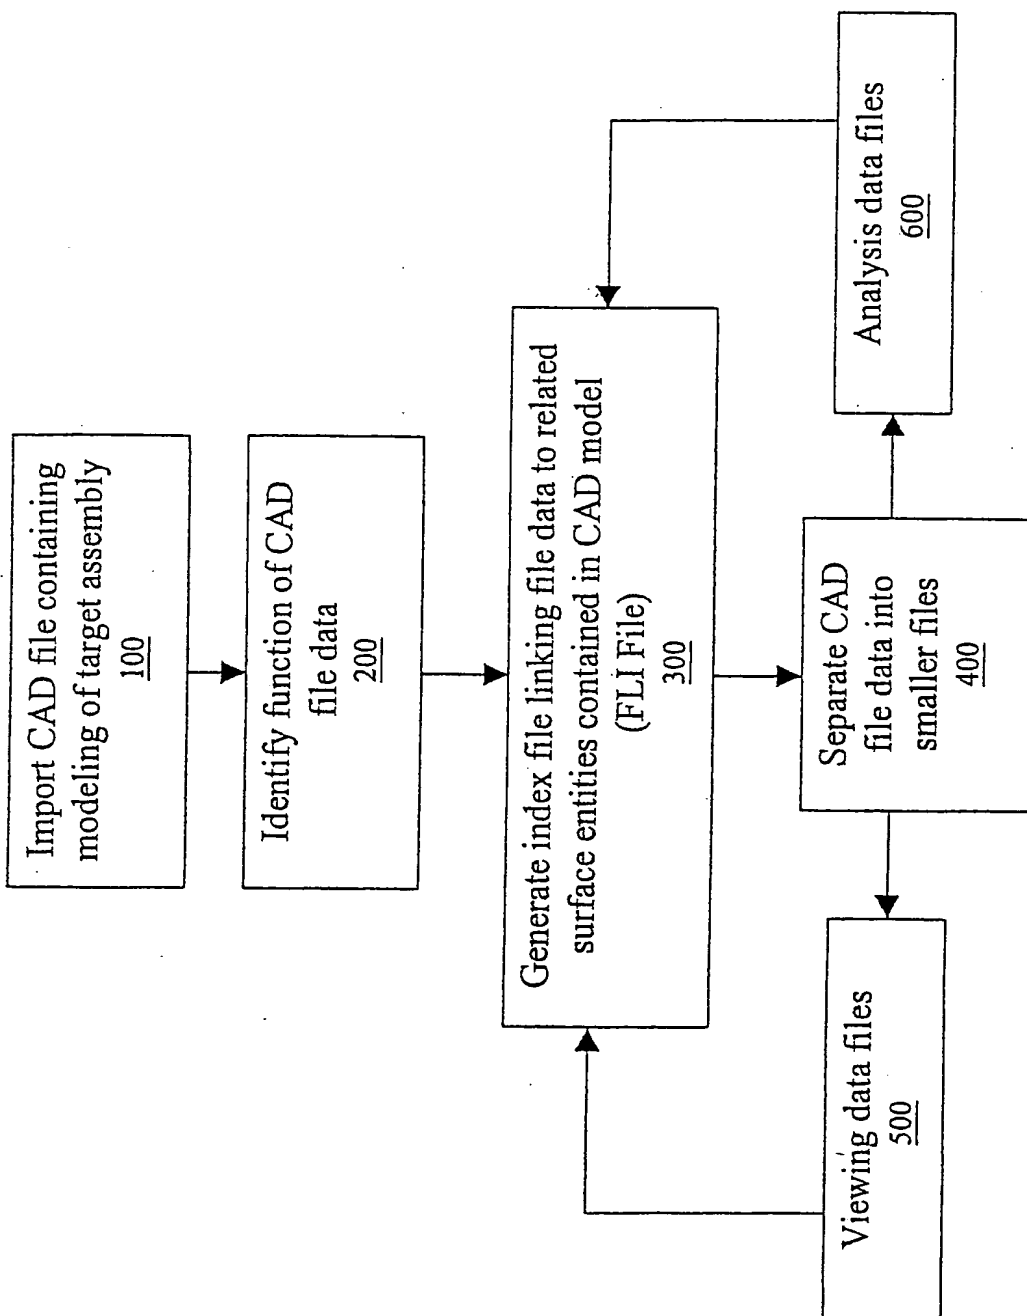 Import CAD file containing
modeling of target assembly
100
Identify function of CAD
file data
200
Generate index file linking file data to related
surface entities contained in CAD model
(FLI File)
300
Separate CAD
file data into
smaller files
400
Viewing data files
500
Analysis data files
600